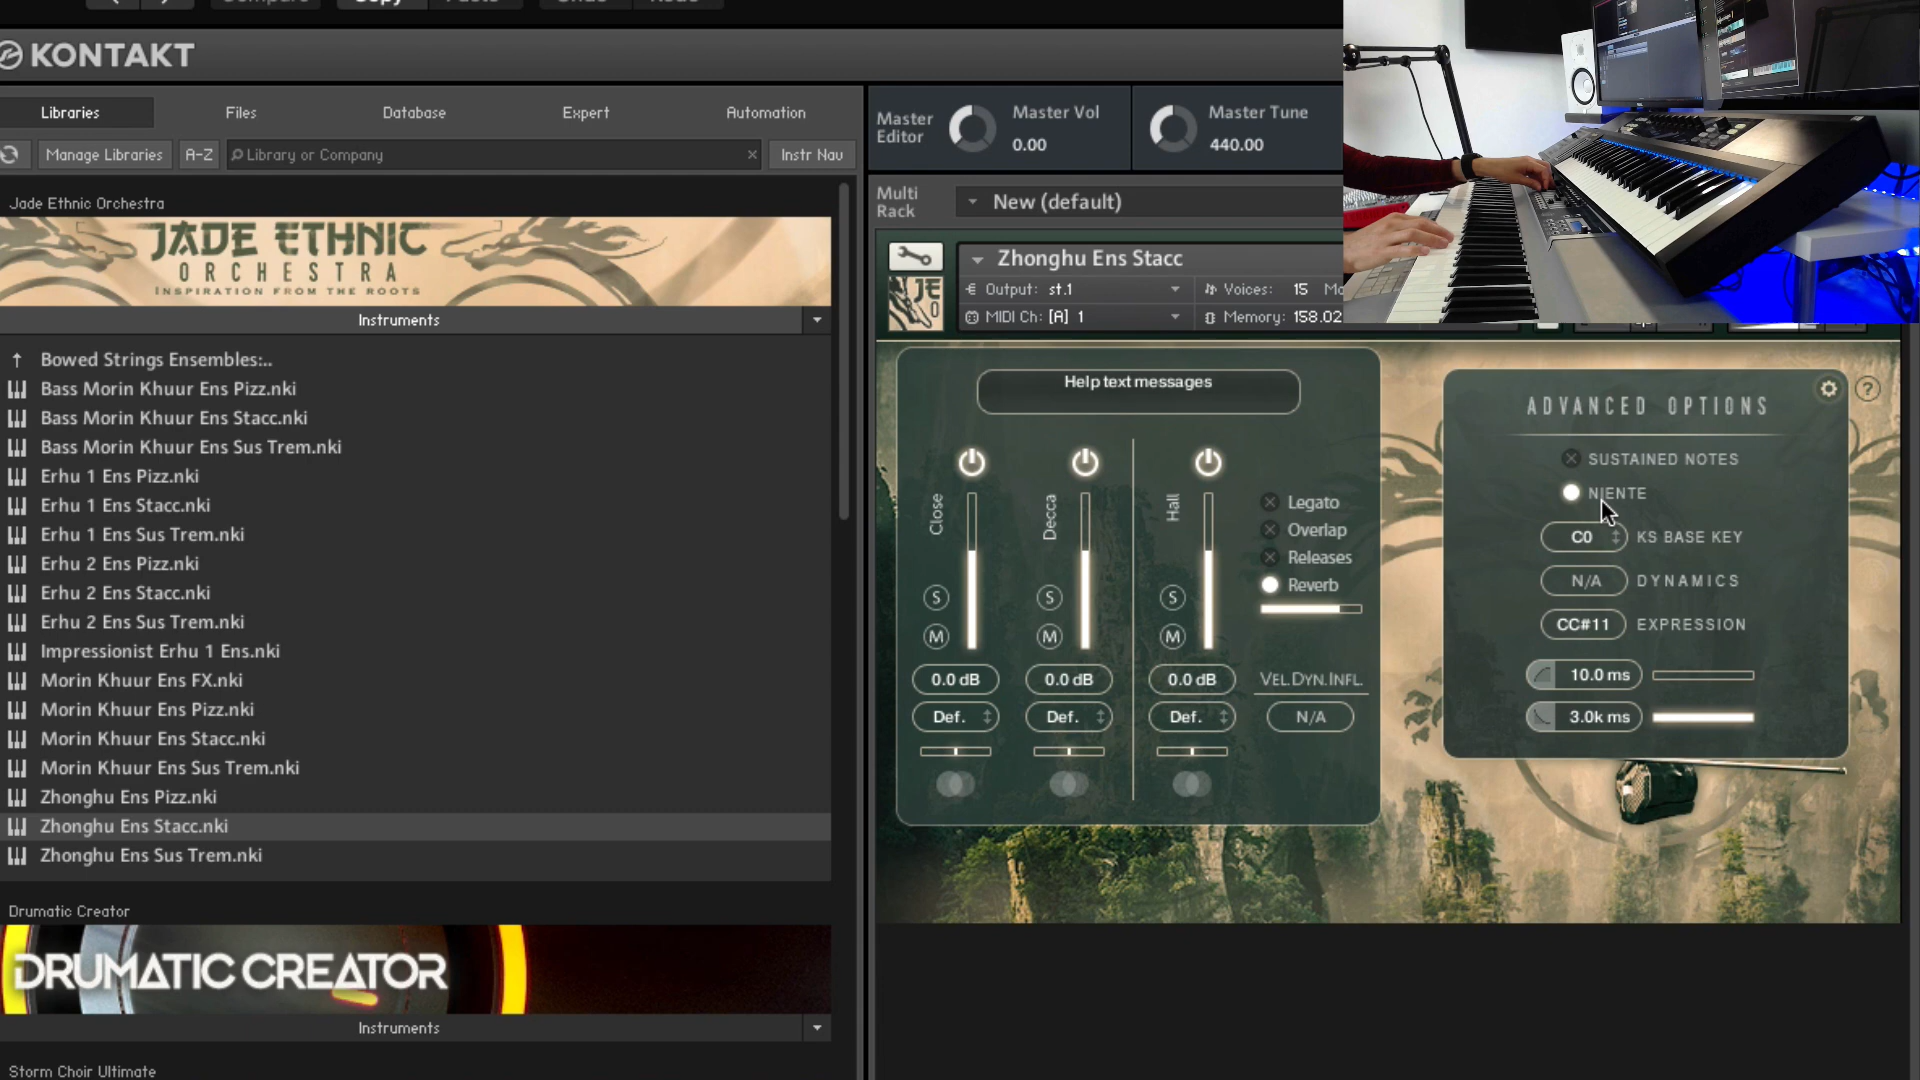 Copy
KONTAKT
Libraries
Files
Database
Expert
Automation
Manage Libraries
A-Z
Library or Company
Instr Nav
Master Editor
Master Vol
0.00
Master Tune
440.00
Multi Rack
New (default)
Jade Ethnic Orchestra
JADE ETHNIC
ORCHESTRA
INSPIRATION FROM THE ROOTS
Instruments
Bowed Strings Ensembles:..
Bass Morin Khuur Ens Pizz.nki
Bass Morin Khuur Ens Stacc.nki
Bass Morin Khuur Ens Sus Trem.nki
Erhu 1 Ens Pizz.nki
Erhu 1 Ens Stacc.nki
Erhu 1 Ens Sus Trem.nki
Erhu 2 Ens Pizz.nki
Erhu 2 Ens Stacc.nki
Erhu 2 Ens Sus Trem.nki
Impressionist Erhu 1 Ens.nki
Morin Khuur Ens FX.nki
Morin Khuur Ens Pizz.nki
Morin Khuur Ens Stacc.nki
Morin Khuur Ens Sus Trem.nki
Zhonghu Ens Pizz.nki
Zhonghu Ens Stacc.nki
Zhonghu Ens Sus Trem.nki
Drumatic Creator
DRUMATIC CREATOR
Instruments
Storm Choir Ultimate
Zhonghu Ens Stacc
Output: st.1
Voices: 15
MIDI Ch: [A] 1
Memory: 158.02
JE
O
Help text messages
Close
Decca
Hall
Legato
Overlap
Releases
Reverb
S
S
S
M
M
M
0.0 dB
0.0 dB
0.0 dB
VEL.DYN.INFL.
Def.
Def.
Def.
N/A
ADVANCED OPTIONS
?
SUSTAINED NOTES
NIENTE
C0 KS BASE KEY
N/A DYNAMICS
CC#11 EXPRESSION
10.0 ms
3.0k ms